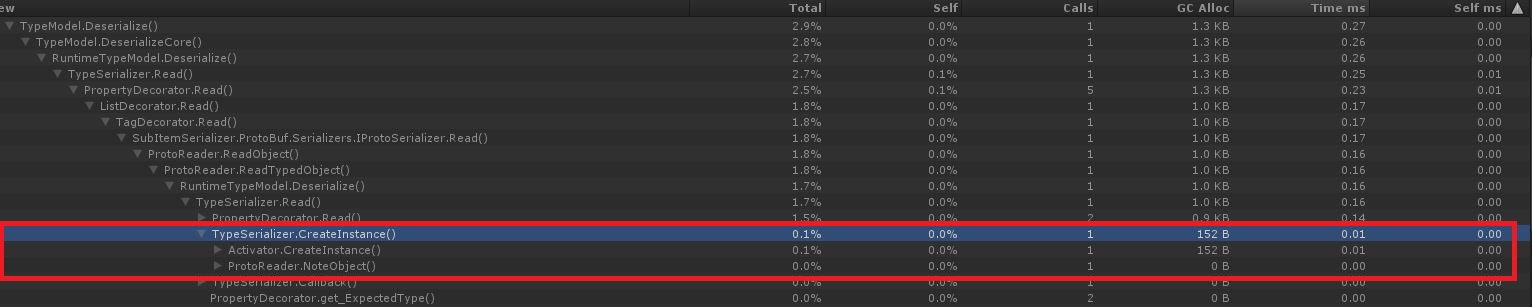 ew Total Self Calls GC Alloc Time ms Self ms
TypeModel.Deserialize() 2.9% 0.0% 1 1.3 KB 0.27 0.00
TypeModel.DeserializeCore() 2.8% 0.0% 1 1.3 KB 0.26 0.00
RuntimeTypeModel.Deserialize() 2.7% 0.0% 1 1.3 KB 0.26 0.00
TypeSerializer.Read() 2.7% 0.1% 1 1.3 KB 0.25 0.01
PropertyDecorator.Read() 2.5% 0.1% 5 1.3 KB 0.23 0.01
ListDecorator.Read() 1.8% 0.0% 1 1.0 KB 0.17 0.00
TagDecorator.Read() 1.8% 0.0% 1 1.0 KB 0.17 0.00
SubItemSerializer.ProtoBuf.Serializers.IProtoSerializer.Read() 1.8% 0.0% 1 1.0 KB 0.17 0.00
ProtoReader.ReadObject() 1.8% 0.0% 1 1.0 KB 0.16 0.00
ProtoReader.ReadTypedObject() 1.8% 0.0% 1 1.0 KB 0.16 0.00
RuntimeTypeModel.Deserialize() 1.7% 0.0% 1 1.0 KB 0.16 0.00
TypeSerializer.Read() 1.7% 0.0% 1 1.0 KB 0.16 0.00
PropertyDecorator.Read() 1.5% 0.0% 2 0.9 KB 0.14 0.00
TypeSerializer.CreateInstance() 0.1% 0.0% 1 152 B 0.01 0.00
Activator.CreateInstance() 0.1% 0.0% 1 152 B 0.01 0.00
ProtoReader.NoteObject() 0.0% 0.0% 1 0 B 0.00 0.00
TypeSerializer.Callback() 0.0% 0.0% 1 0 B 0.00 0.00
PropertyDecorator.get_ExpectedType() 0.0% 0.0% 2 0 B 0.00 0.00